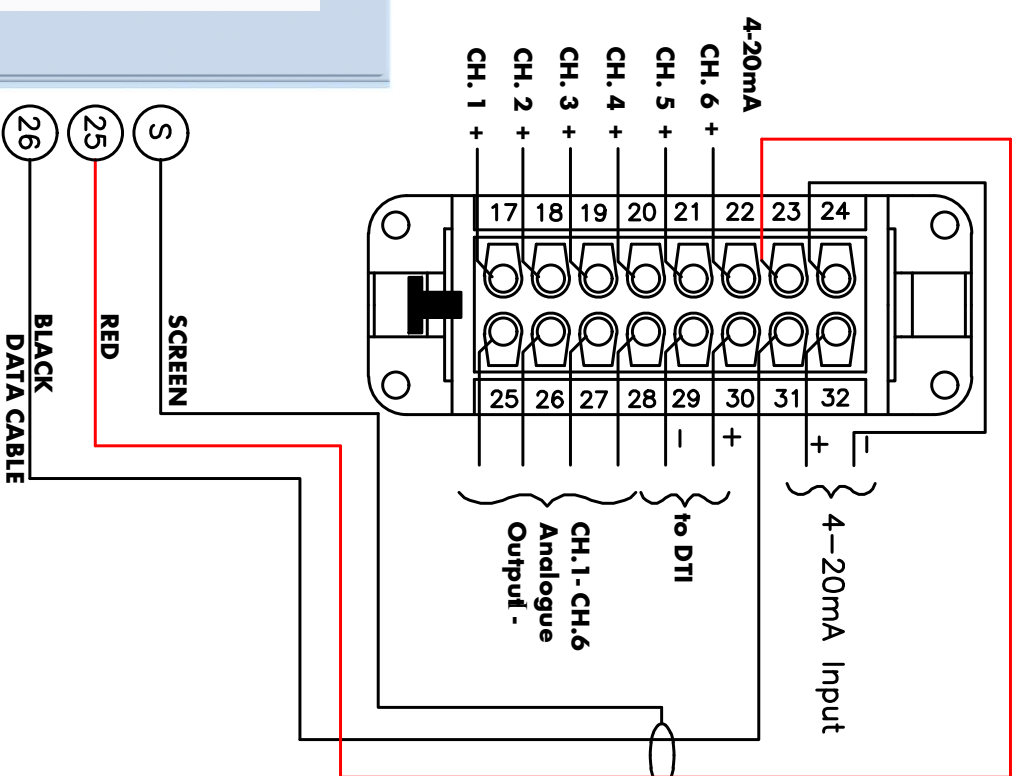 4-20mA
CH. 1 +
CH. 2 +
CH. 3 +
CH. 4 +
CH. 5 +
CH. 6 +
26
25
S
17 18 19 20 21 22 23 24
25 26 27 28 29 30 31 32
SCREEN
RED
BLACK
DATA CABLE
− +
+ −
CH.1-CH.6
Analogue
Output -
to DTI
4-20mA Input